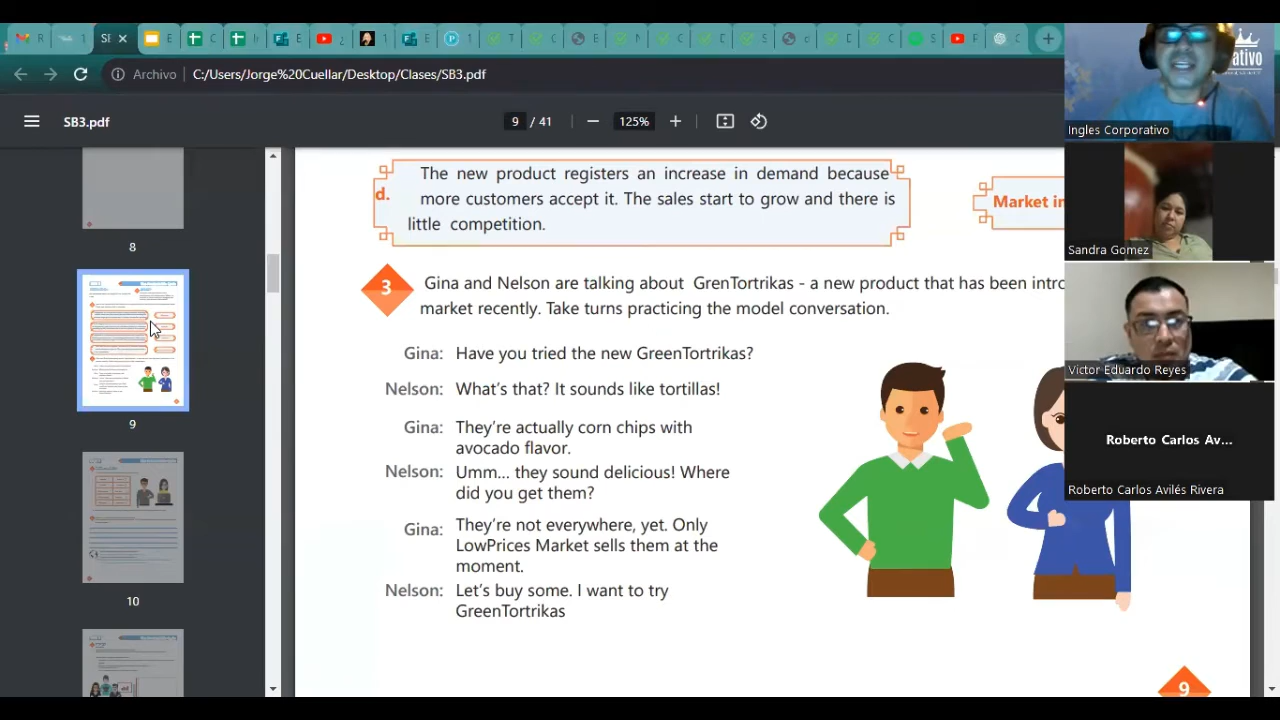 SE
Archivo
C:/Users/Jorge%20Cuellar/Desktop/Clases/SB3.pdf
SB3.pdf
9 / 41
125%
ativo
Ingles Corporativo
Sandra Gomez
Victor Eduardo Reyes
Roberto Carlos Av...
Roberto Carlos Avilés Rivera
8
9
10
d.
The new product registers an increase in demand because
more customers accept it. The sales start to grow and there is
little competition.
Market in
3
Gina and Nelson are talking about GrenTortrikas - a new product that has been intro
market recently. Take turns practicing the model conversation.
Gina: Have you tried the new GreenTortrikas?
Nelson: What's that? It sounds like tortillas!
Gina: They're actually corn chips with
avocado flavor.
Nelson: Umm... they sound delicious! Where
did you get them?
Gina: They're not everywhere, yet. Only
LowPrices Market sells them at the
moment.
Nelson: Let's buy some. I want to try
GreenTortrikas
9